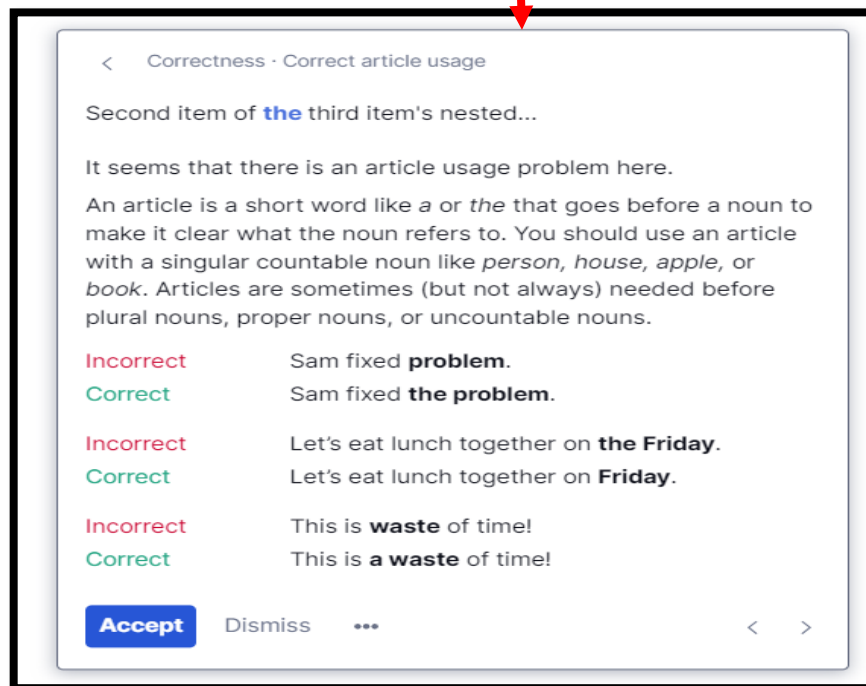 Correctness · Correct article usage
Second item of the third item's nested...
It seems that there is an article usage problem here.
An article is a short word like a or the that goes before a noun to
make it clear what the noun refers to. You should use an article
with a singular countable noun like person, house, apple, or
book. Articles are sometimes (but not always) needed before
plural nouns, proper nouns, or uncountable nouns.
Incorrect Sam fixed problem.
Correct Sam fixed the problem.
Incorrect Let’s eat lunch together on the Friday.
Correct Let’s eat lunch together on Friday.
Incorrect This is waste of time!
Correct This is a waste of time!
Accept Dismiss •••